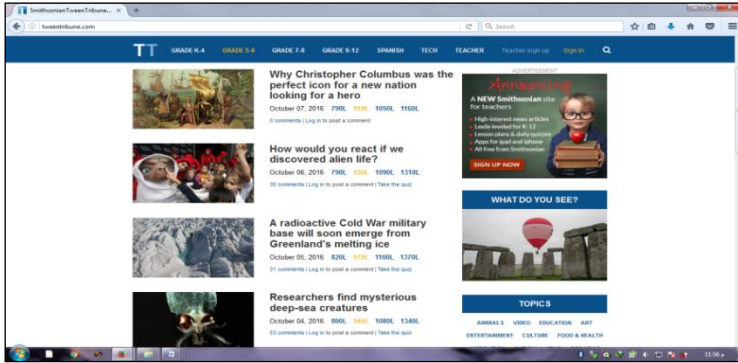 SmithsonianTweenTribune...
tweentribune.com
Search
TT GRADE K-4 GRADE 5-6 GRADE 7-8 GRADE 9-12 SPANISH TECH TEACHER Teacher sign up Sign in
Why Christopher Columbus was the
perfect icon for a new nation
looking for a hero
October 07, 2016 790L 910L 1050L 1160L
0 comments | Log in to post a comment
How would you react if we
discovered alien life?
October 06, 2016 790L 930L 1090L 1310L
36 comments | Log in to post a comment | Take the quiz
A radioactive Cold War military
base will soon emerge from
Greenland's melting ice
October 05, 2016 820L 970L 1100L 1370L
31 comments | Log in to post a comment | Take the quiz
Researchers find mysterious
deep-sea creatures
October 04, 2016 800L 940L 1080L 1340L
53 comments | Log in to post a comment | Take the quiz
ADVERTISEMENT
Announcing
A NEW Smithsonian site
for teachers
High-interest news articles
Lexile leveled for K-12
Lesson plans & daily quizzes
Apps for ipad and iphone
All free from Smithsonian
SIGN UP NOW
WHAT DO YOU SEE?
TOPICS
ANIMALS VIDEO EDUCATION ART
ENTERTAINMENT CULTURE FOOD & HEALTH